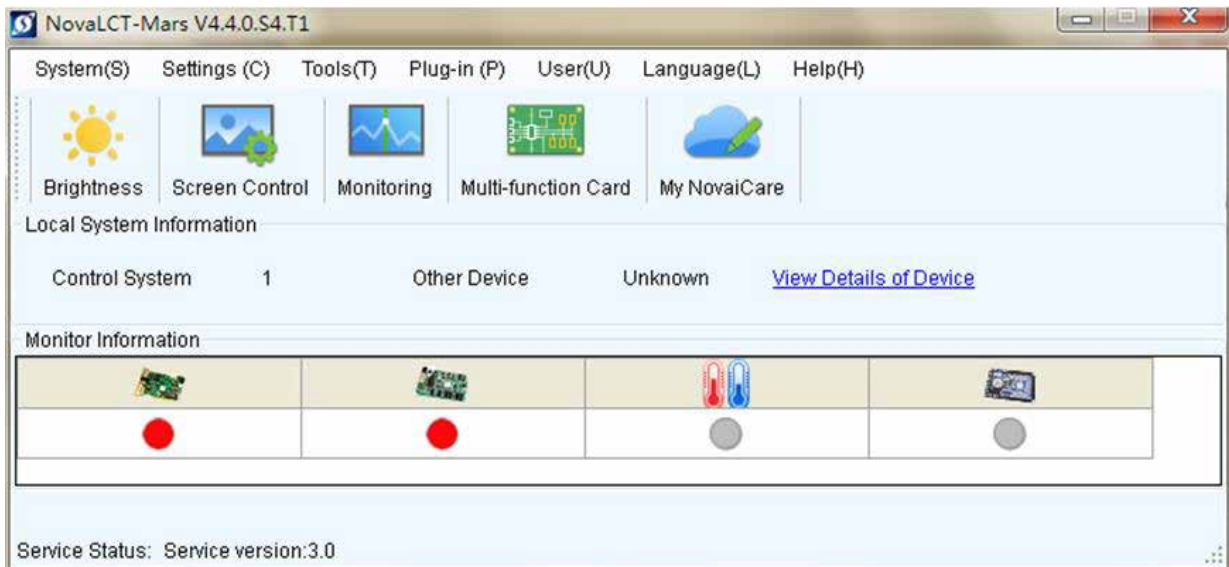 NovaLCT-Mars V4.4.0.S4.T1
System(S) Settings (C) Tools(T) Plug-in (P) User(U) Language(L) Help(H)
Brightness Screen Control Monitoring Multi-function Card My NovaiCare
Local System Information
Control System 1 Other Device Unknown View Details of Device
Monitor Information
Service Status: Service version:3.0